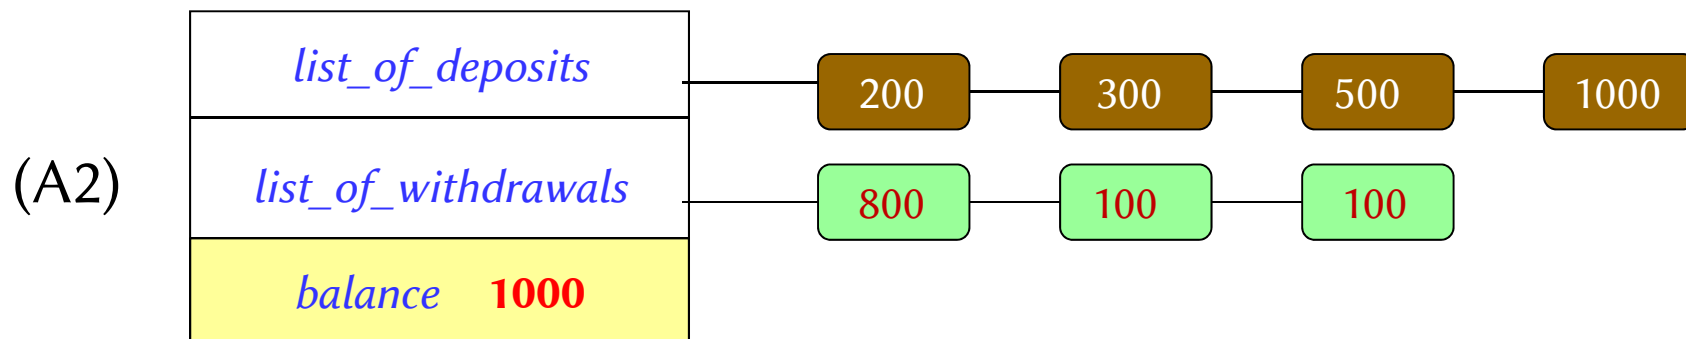 list_of_deposits 200 300 500 1000
(A2) list_of_withdrawals 800 100 100
balance 1000